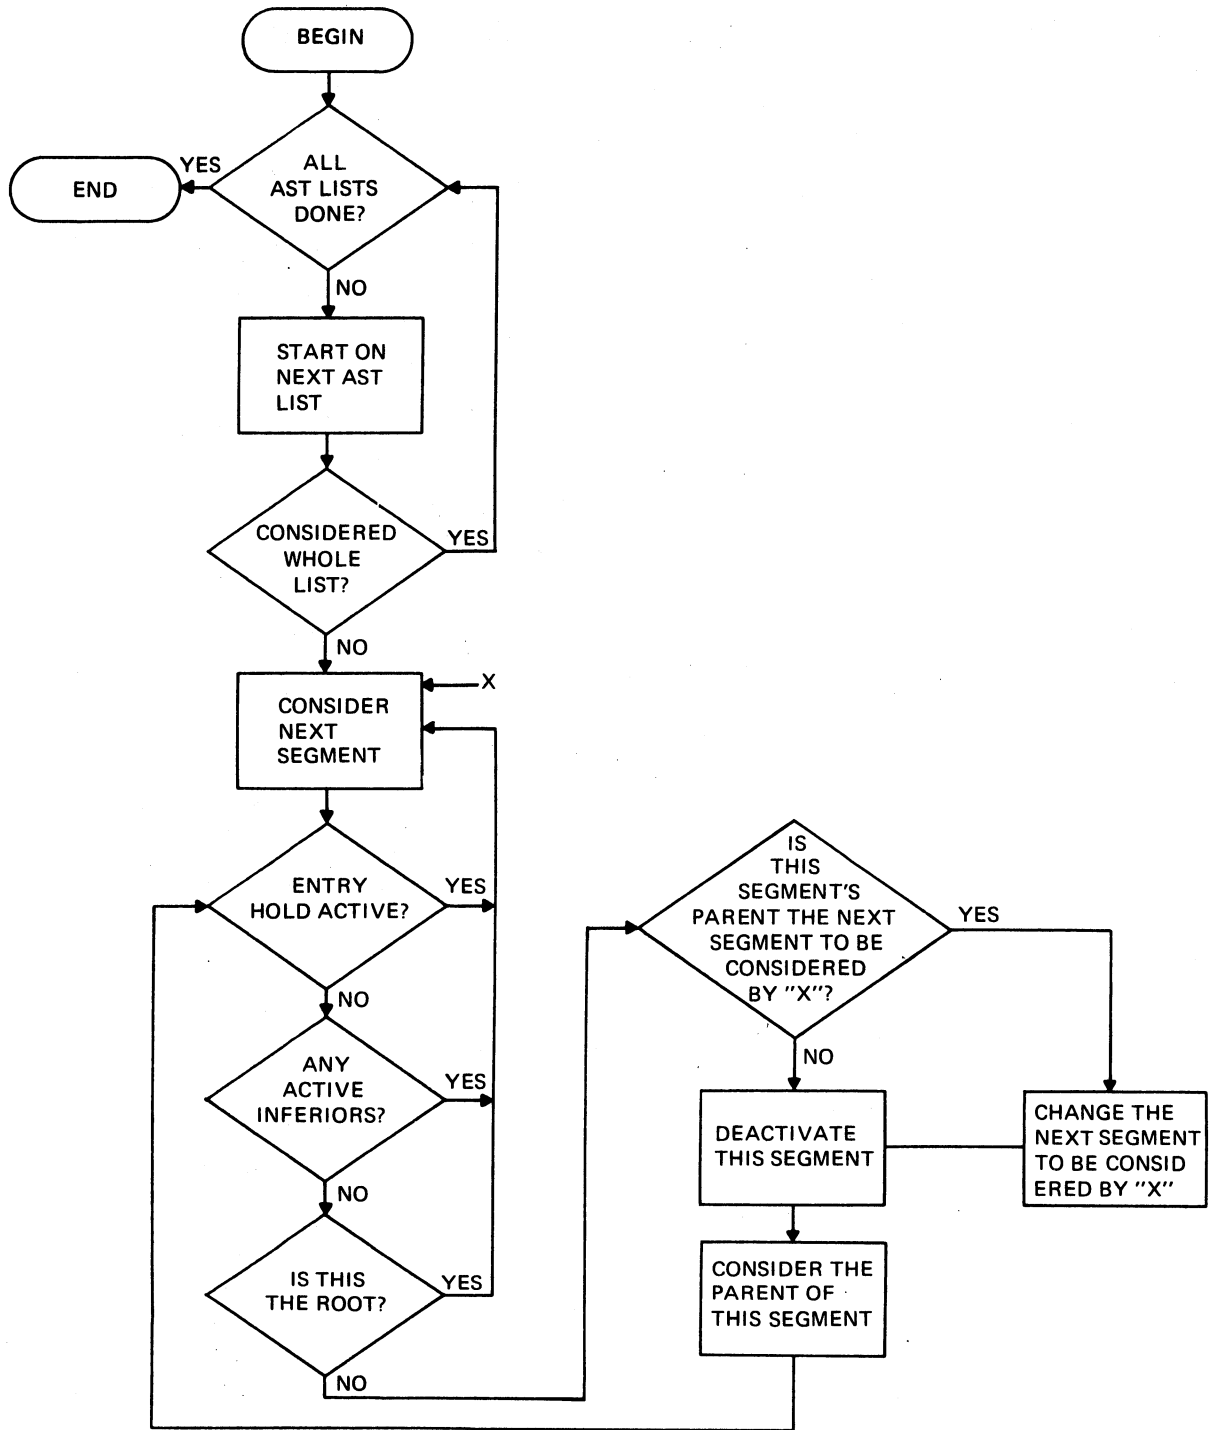 BEGIN
YES
END
ALL
AST LISTS
DONE?
NO
START ON
NEXT AST
LIST
CONSIDERED
WHOLE
LIST?
YES
NO
X
CONSIDER
NEXT
SEGMENT
ENTRY
HOLD ACTIVE?
YES
NO
ANY
ACTIVE
INFERIORS?
YES
NO
IS THIS
THE ROOT?
YES
NO
IS
THIS
SEGMENT'S
PARENT THE NEXT
SEGMENT TO BE
CONSIDERED
BY "X"?
YES
NO
DEACTIVATE
THIS SEGMENT
CHANGE THE
NEXT SEGMENT
TO BE CONSID
ERED BY "X"
CONSIDER THE
PARENT OF
THIS SEGMENT